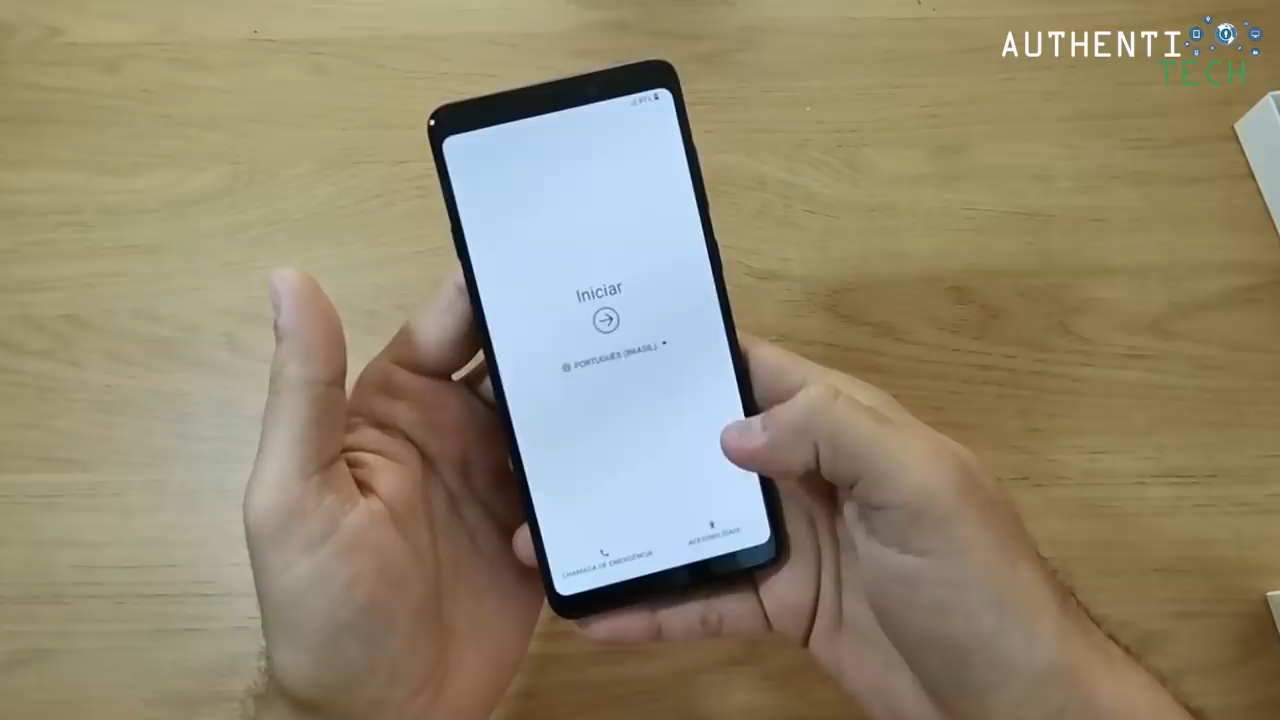 AUTHENTI
TECH
Iniciar
PORTUGUÊS (BRASIL)
CHAMADA DE EMERGÊNCIA
ACESSIBILIDADE